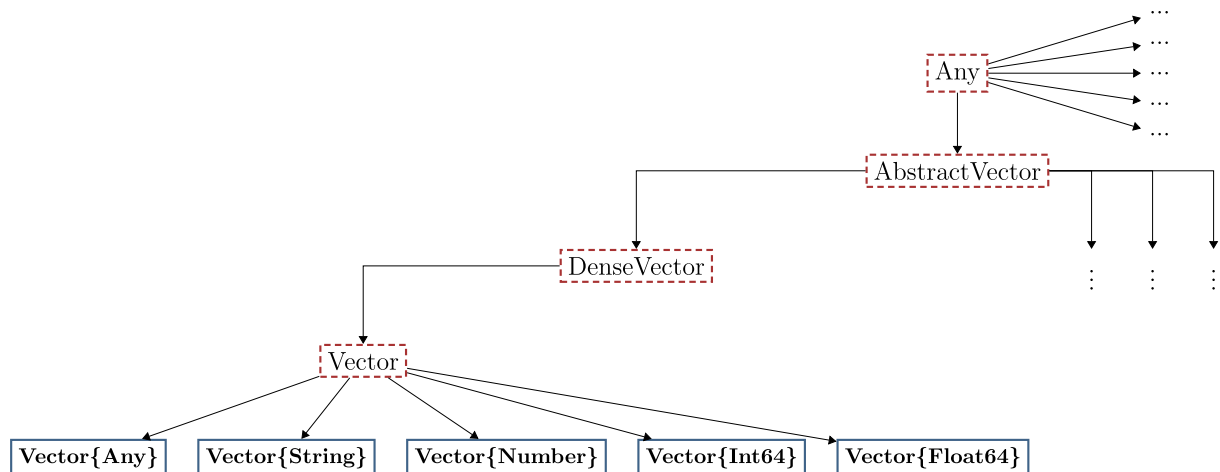 ...
...
Any
...
...
...
AbstractVector
DenseVector
⋮ ⋮ ⋮
Vector
Vector{Any} Vector{String} Vector{Number} Vector{Int64} Vector{Float64}